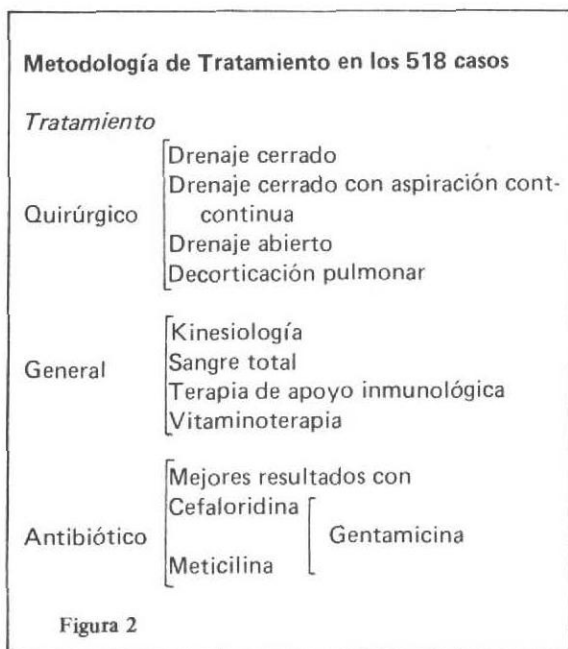 Metodología de Tratamiento en los 518 casos
Tratamiento
Quirúrgico
Drenaje cerrado
Drenaje cerrado con aspiración cont-
continua
Drenaje abierto
Decorticación pulmonar
General
Kinesiología
Sangre total
Terapia de apoyo inmunológica
Vitaminoterapia
Antibiótico
Mejores resultados con
Cefaloridina
Meticilina
Gentamicina
Figura 2